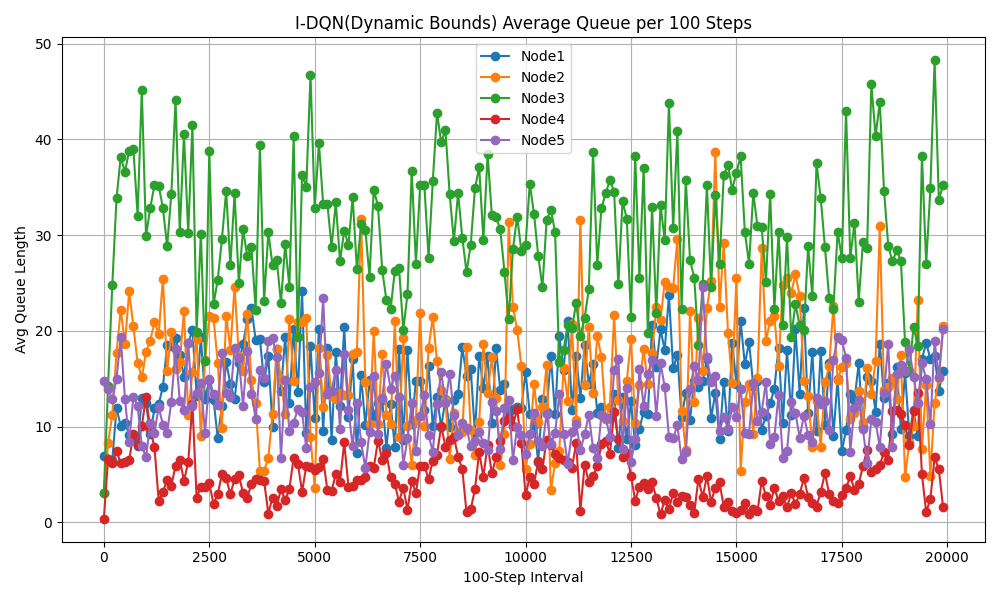 I-DQN(Dynamic Bounds) Average Queue per 100 Steps
Avg Queue Length
50
40
30
20
10
0
Node1
Node2
Node3
Node4
Node5
0 2500 5000 7500 10000 12500 15000 17500 20000
100-Step Interval